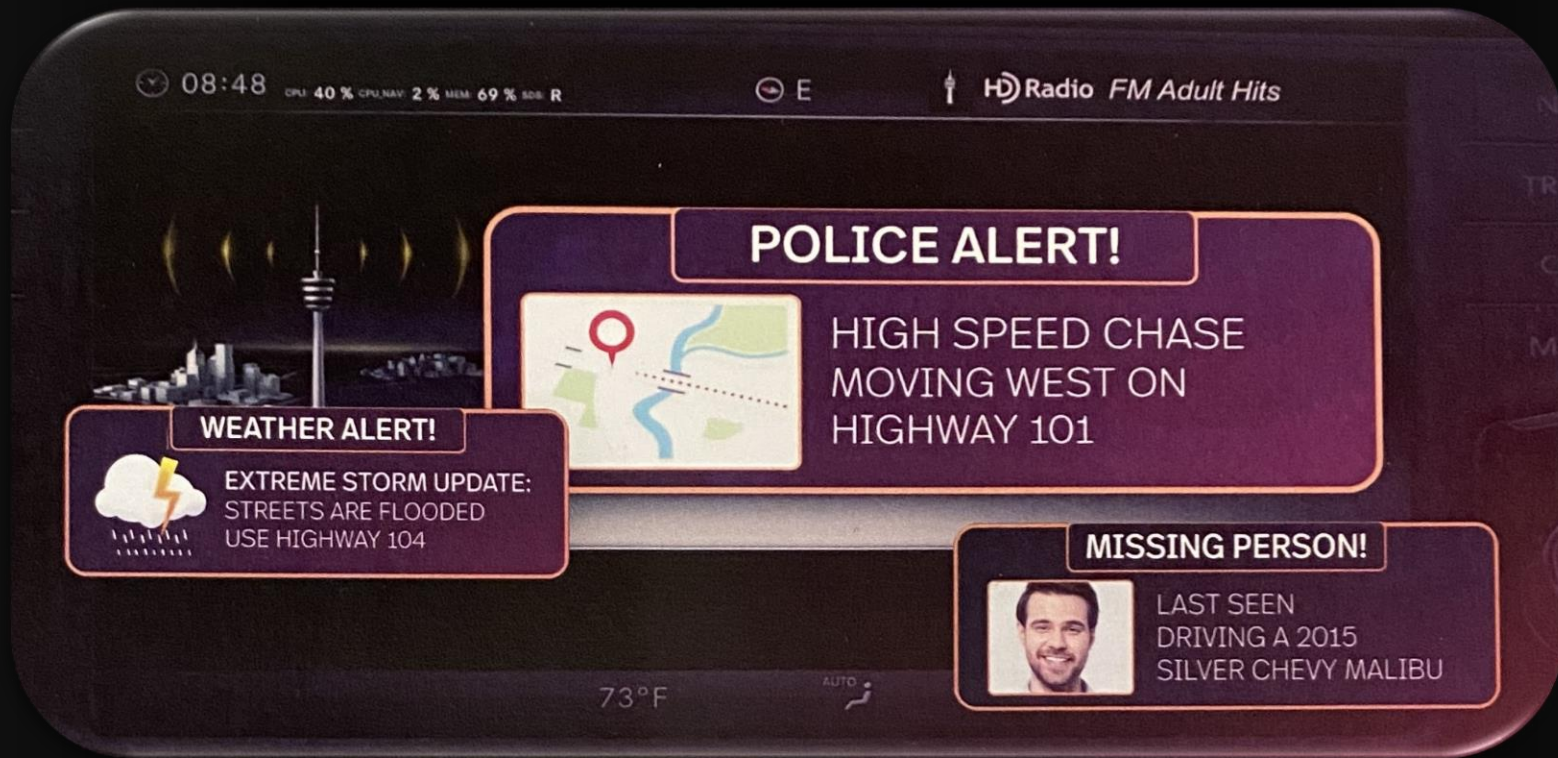 08:48 CPU: 40 % CPU_NAV: 2 % MEM: 69 % SDS: R
E
HD Radio FM Adult Hits
POLICE ALERT!
HIGH SPEED CHASE
MOVING WEST ON
HIGHWAY 101
WEATHER ALERT!
EXTREME STORM UPDATE:
STREETS ARE FLOODED
USE HIGHWAY 104
MISSING PERSON!
LAST SEEN
DRIVING A 2015
SILVER CHEVY MALIBU
73°F
AUTO